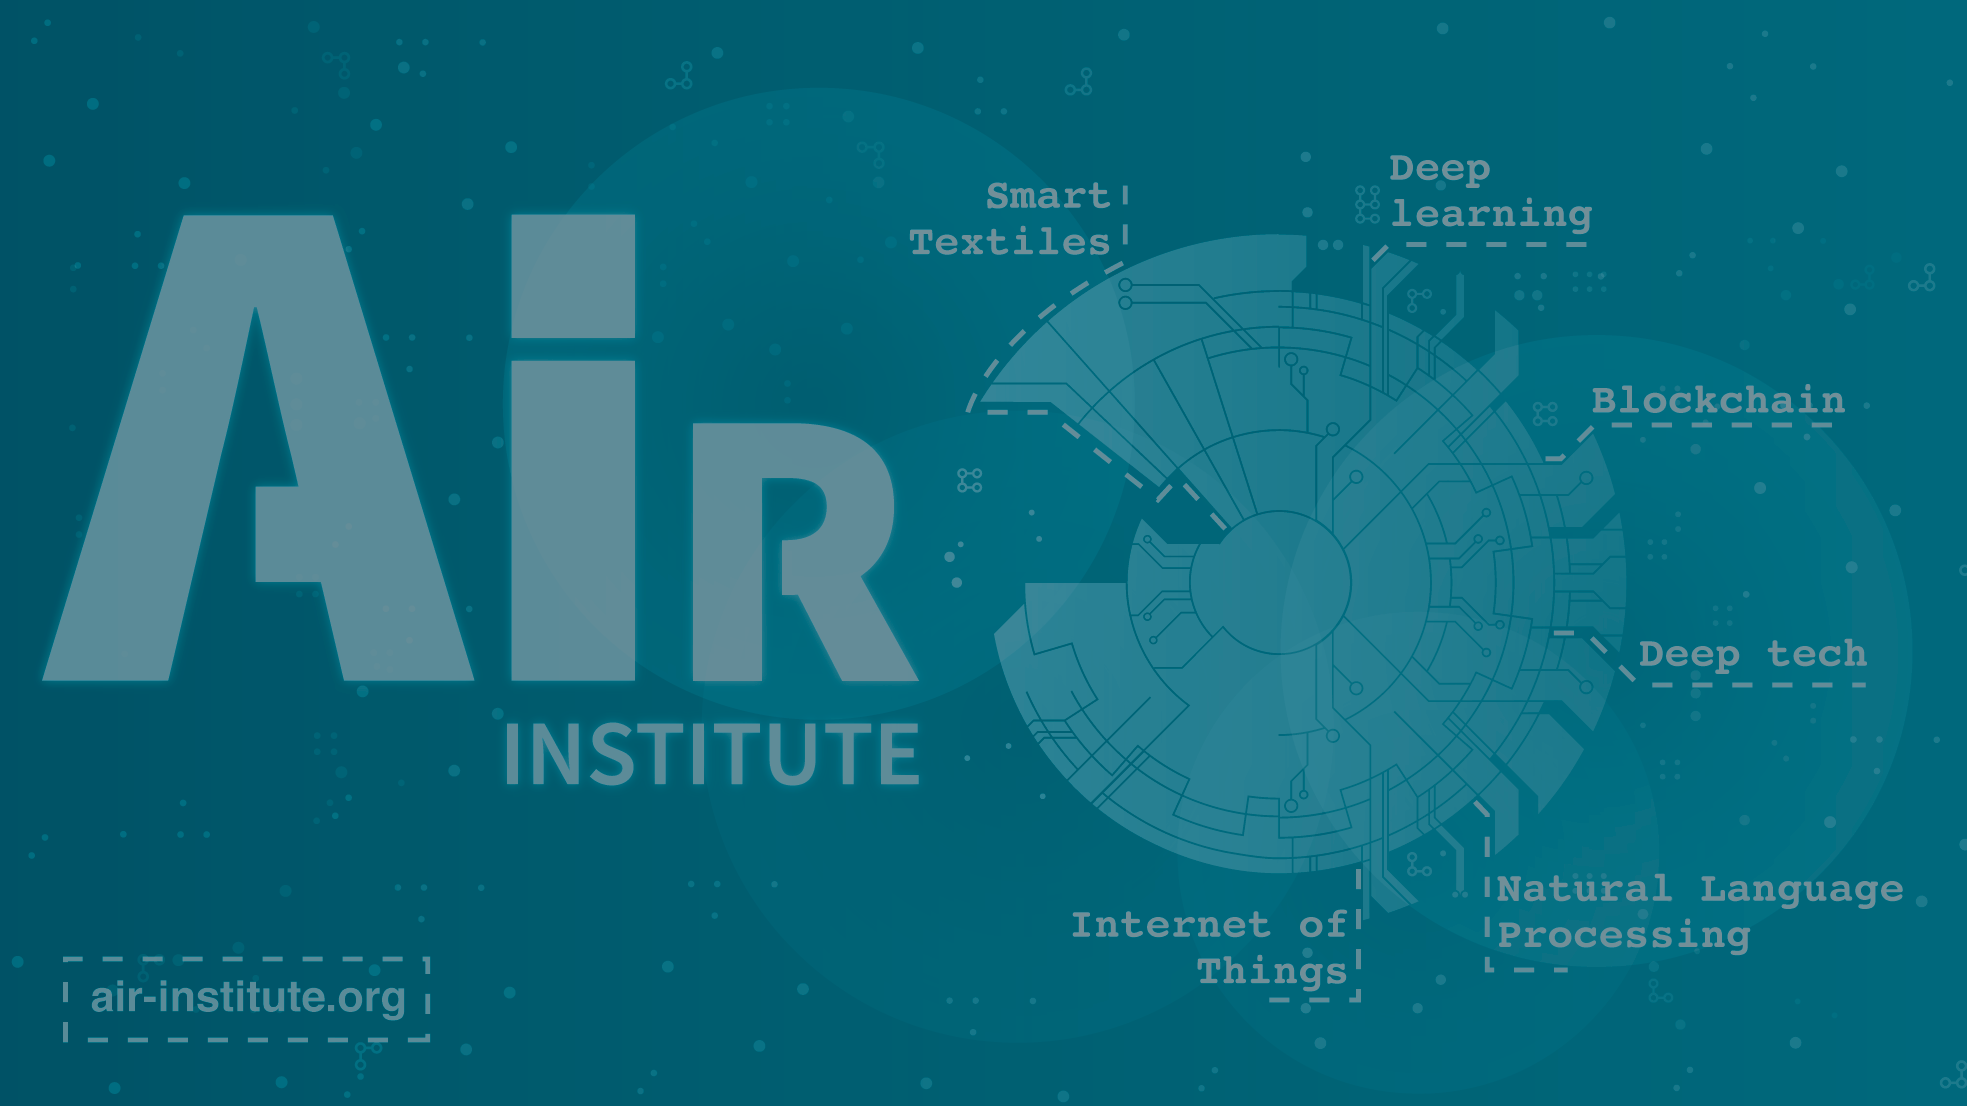 AIR
INSTITUTE
air-institute.org
Smart
Textiles
Deep
learning
Blockchain
Deep tech
Natural Language
Processing
Internet of
Things